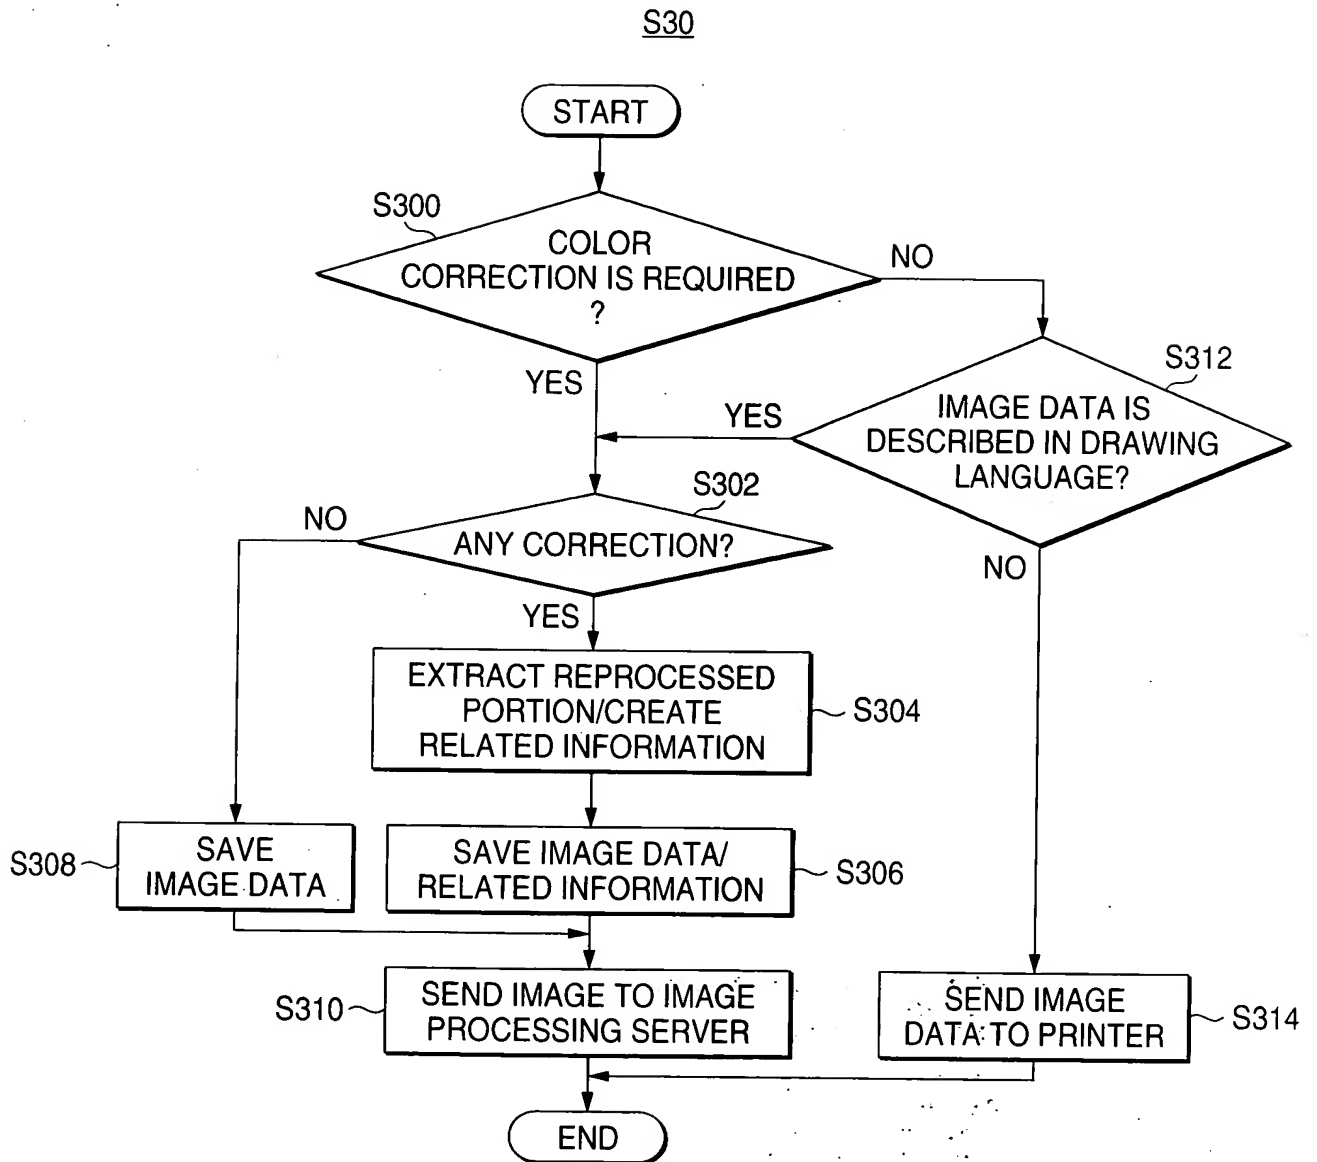 S30
START
S300
COLOR
CORRECTION IS REQUIRED
?
NO
YES
S312
IMAGE DATA IS
DESCRIBED IN DRAWING
LANGUAGE?
YES
NO
S302
ANY CORRECTION?
NO
YES
EXTRACT REPROCESSED
PORTION/CREATE
RELATED INFORMATION
S304
S308
SAVE
IMAGE DATA
SAVE IMAGE DATA/
RELATED INFORMATION
S306
S310
SEND IMAGE TO IMAGE
PROCESSING SERVER
SEND IMAGE
DATA TO PRINTER
S314
END